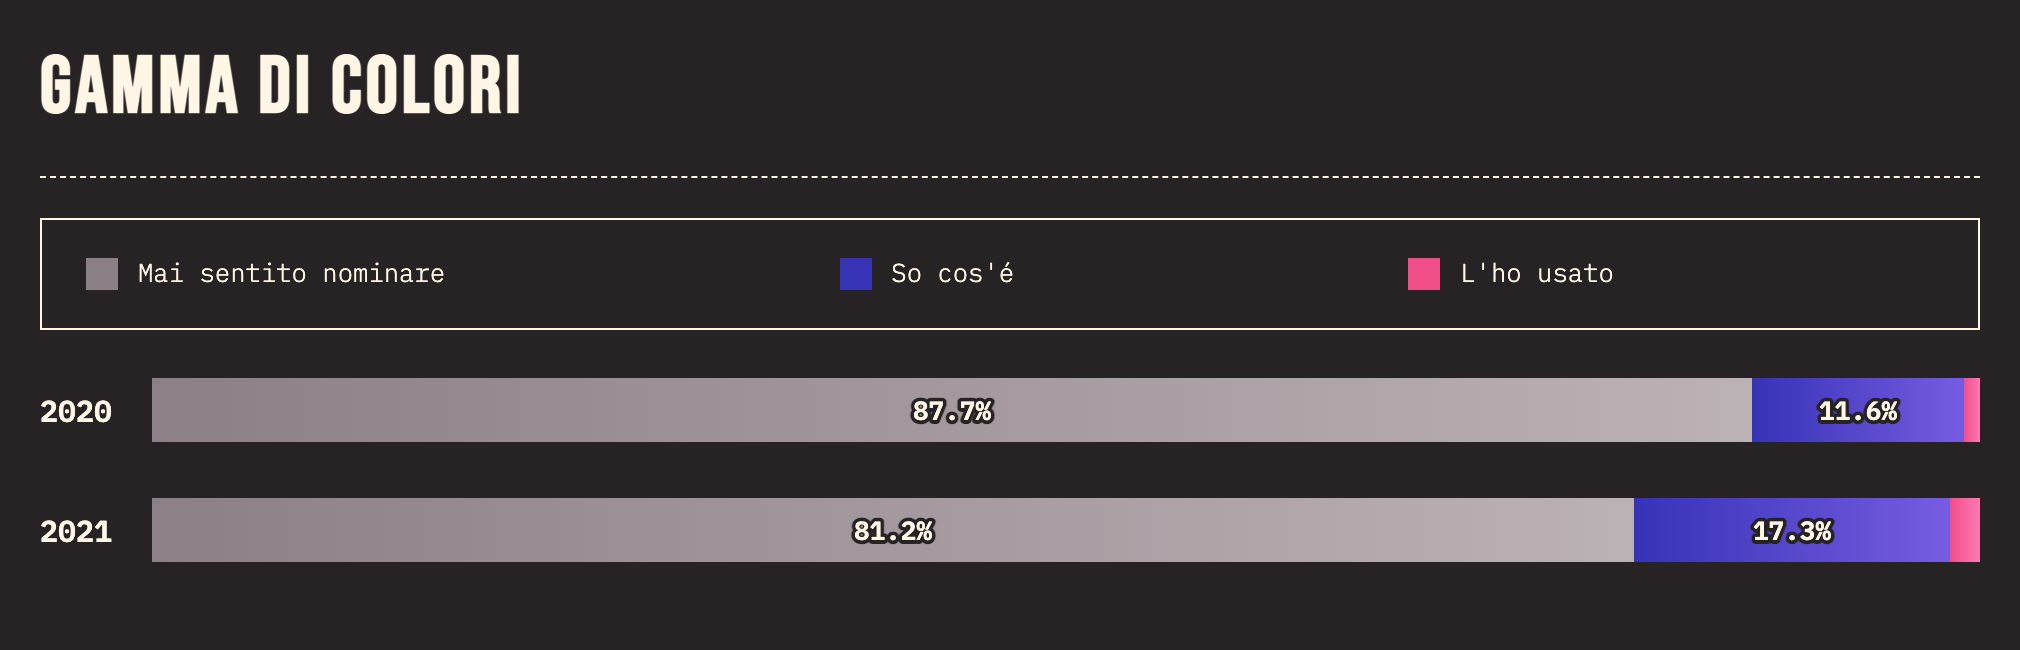 GAMMA DI COLORI
Mai sentito nominare
So cos'é
L'ho usato
2020 87.7% 11.6%
2021 81.2% 17.3%